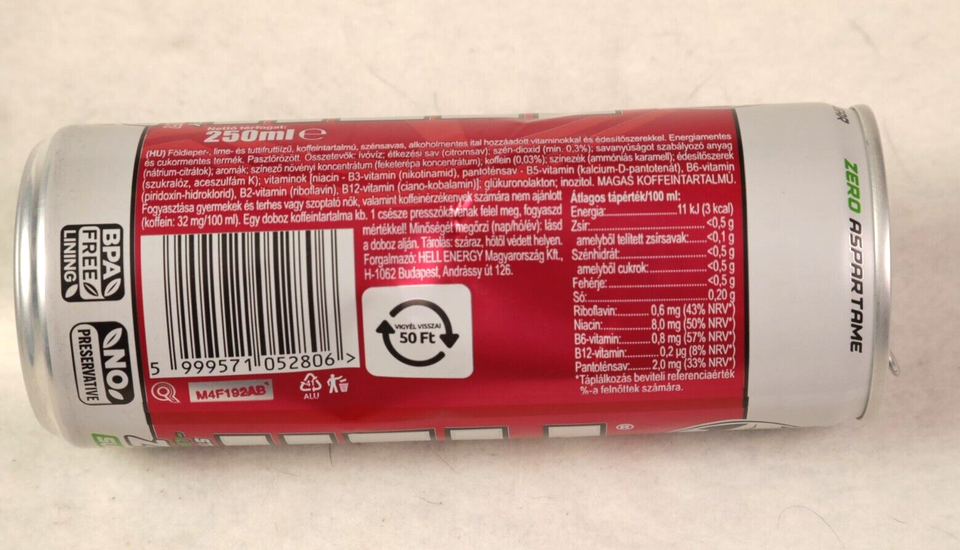 Nettó térfogat:
250ml e
(HU) Földieper-, lime- és tuttifruttiízű, koffeintartalmú, szénsavas, alkoholmentes ital hozzáadott vitaminokkal és édesítőszerekkel. Energiamentes
és cukormentes termék. Pasztőrözött. Összetevők: ivóvíz; étkezési sav (citromsav); szén-dioxid (min. 0,3%); savanyúságot szabályozó anyag
(nátrium-citrátok); aromák; színező növényi koncentrátum (feketerépa koncentrátum); koffein (0,03%); színezék (ammóniás karamell); édesítőszerek
(szukralóz, aceszulfám K); vitaminok [niacin - B3-vitamin (nikotinamid), pantoténsav - B5-vitamin (kalcium-D-pantotenát), B6-vitamin
(piridoxin-hidroklorid), B2-vitamin (riboflavin), B12-vitamin (ciano-kobalamin)]; glükuronolakton; inozitol. MAGAS KOFFEINTARTALMÚ.
Fogyasztása gyermekek és terhes vagy szoptató nők, valamint koffeinérzékenyek számára nem ajánlott
(koffein: 32 mg/100 ml). Egy doboz koffeintartalma kb. 1 csésze presszókávénak felel meg, fogyaszd
mértékkel! Minőségét megőrzi (nap/hó/év): lásd
a doboz alján. Tárolás: száraz, hőtől védett helyen.
Forgalmazó: HELL ENERGY Magyarország Kft.,
H-1062 Budapest, Andrássy út 126.
Átlagos tápérték/100 ml:
Energia: 11 kJ (3 kcal)
Zsír: <0,5 g
amelyből telített zsírsavak: <0,1 g
Szénhidrát: <0,5 g
amelyből cukrok: <0,5 g
Fehérje: <0,5 g
Só: 0,20 g
Riboflavin: 0,6 mg (43% NRV*)
Niacin: 8,0 mg (50% NRV*)
B6-vitamin: 0,8 mg (57% NRV*)
B12-vitamin: 0,2 µg (8% NRV*)
Pantoténsav: 2,0 mg (33% NRV*)
*Táplálkozási beviteli referenciaérték
%-a felnőttek számára.
VIGYÉL VISSZA!
50 Ft
5 999571 052806 >
M4F192AB
41
ALU
BPA
FREE
LINING
NO
PRESERVATIVE
ZERO ASPARTAME
®